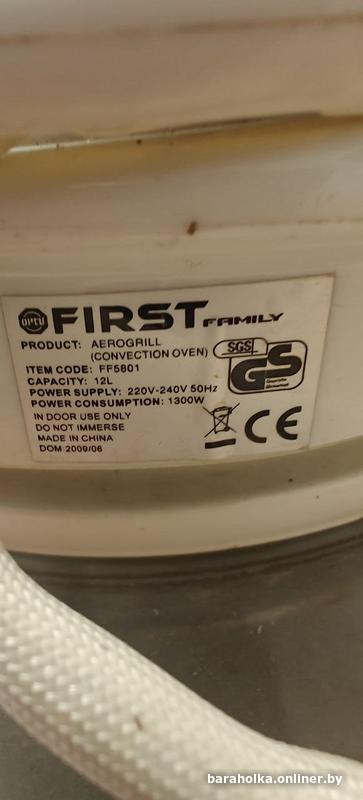 FIRST FAMILY
PRODUCT: AEROGRILL
(CONVECTION OVEN)
ITEM CODE: FF5801
CAPACITY: 12L
POWER SUPPLY: 220V-240V 50Hz
POWER CONSUMPTION: 1300W
IN DOOR USE ONLY
DO NOT IMMERSE
MADE IN CHINA
DOM 2009/06
SGS
GS
CE
baraholka.onliner.by